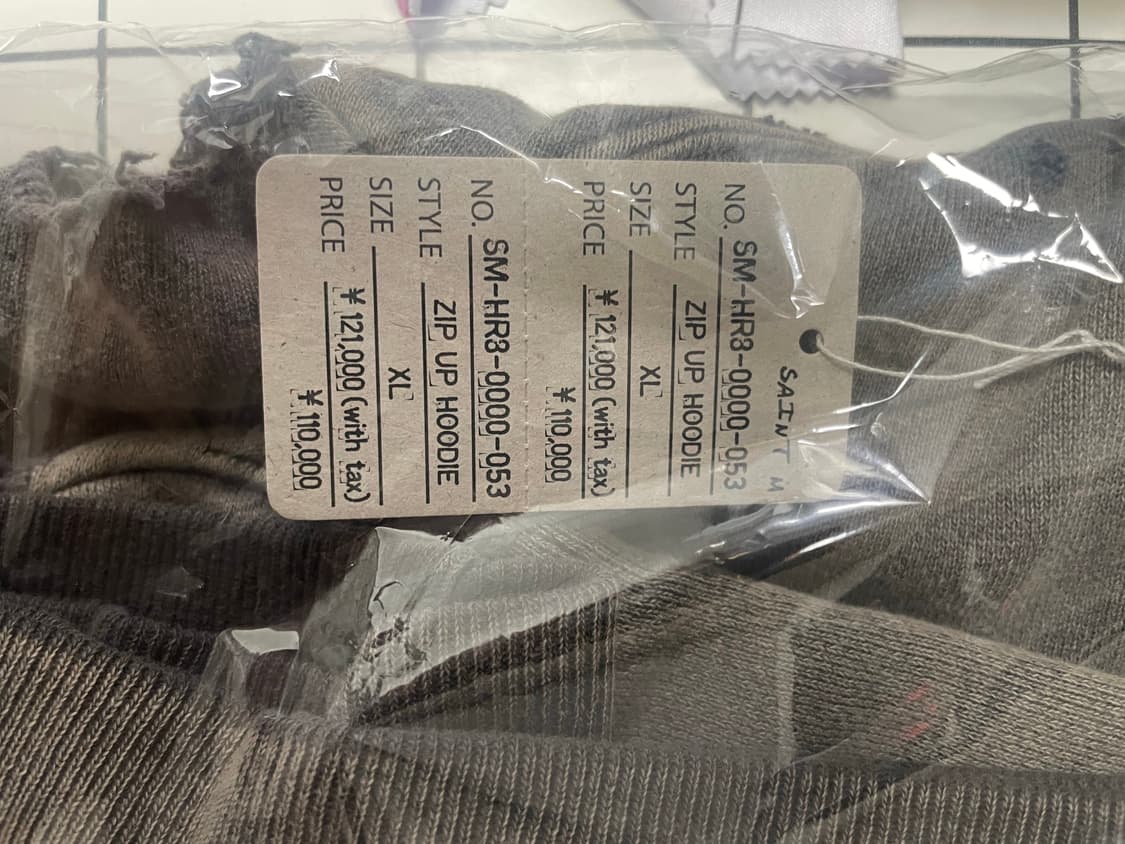 SAINT M
NO. SM-HR8-0000-053
STYLE ZIP UP HOODIE
SIZE XL
PRICE ¥121,000 (with tax)
¥110,000
NO. SM-HR8-0000-053
STYLE ZIP UP HOODIE
SIZE XL
PRICE ¥121,000 (with tax)
¥110,000